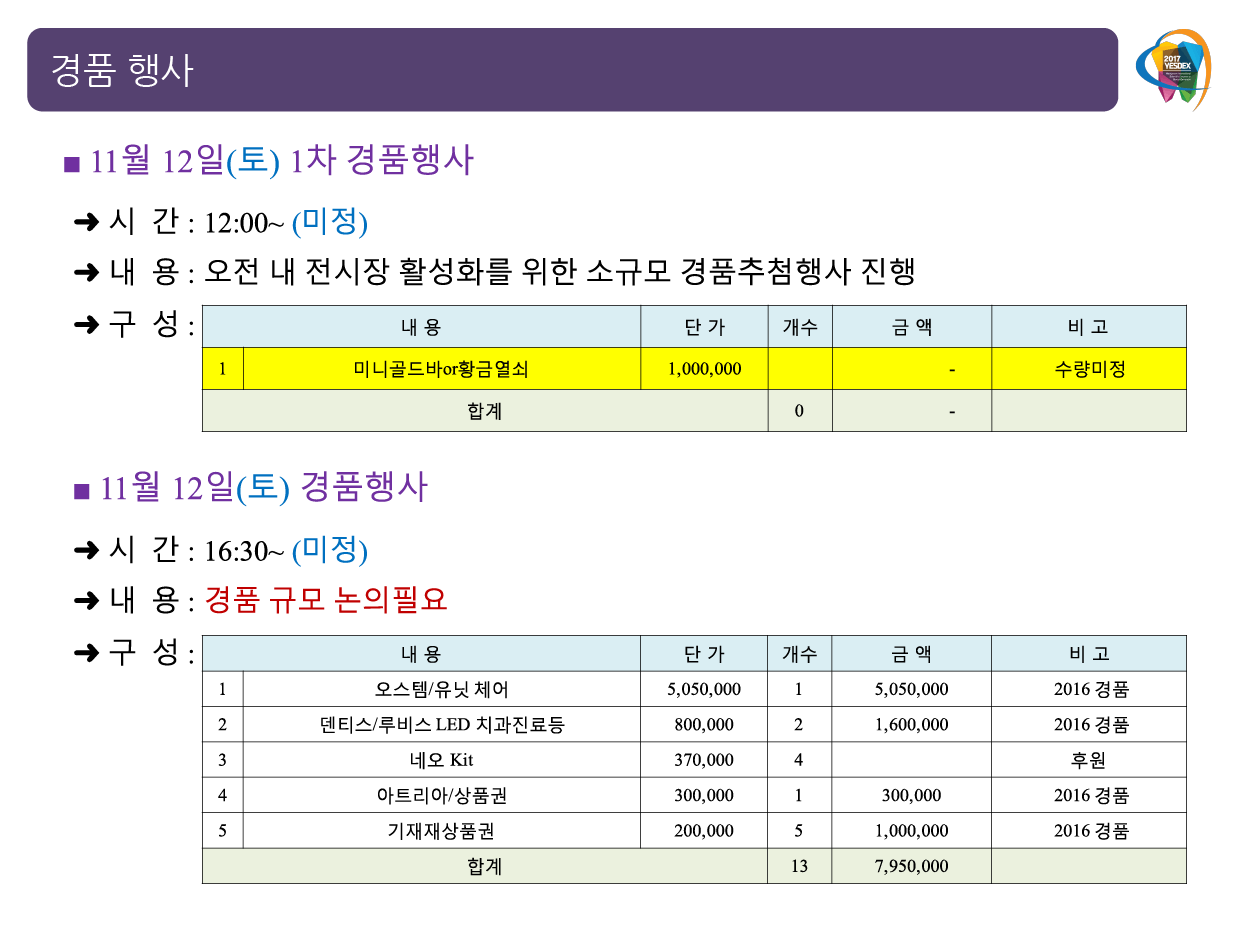 경품 행사
2017
YESDEX
■ 11월 12일(토) 1차 경품행사
➜ 시 간 : 12:00~ (미정)
➜ 내 용 : 오전 내 전시장 활성화를 위한 소규모 경품추첨행사 진행
➜ 구 성 :
내 용 단 가 개수 금 액 비 고
1 미니골드바or황금열쇠 1,000,000 - 수량미정
합계 0 -
■ 11월 12일(토) 경품행사
➜ 시 간 : 16:30~ (미정)
➜ 내 용 : 경품 규모 논의필요
➜ 구 성 :
내 용 단 가 개수 금 액 비 고
1 오스템/유닛 체어 5,050,000 1 5,050,000 2016 경품
2 덴티스/루비스 LED 치과진료등 800,000 2 1,600,000 2016 경품
3 네오 Kit 370,000 4 후원
4 아트리아/상품권 300,000 1 300,000 2016 경품
5 기재재상품권 200,000 5 1,000,000 2016 경품
합계 13 7,950,000